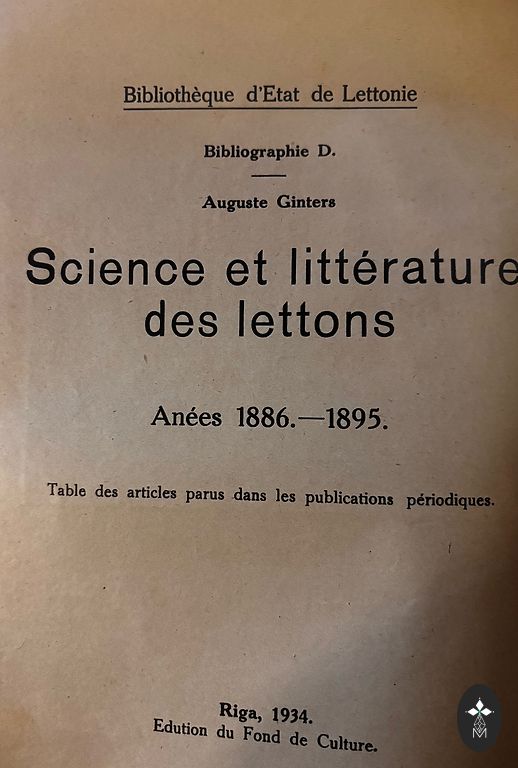 Bibliothèque d'Etat de Lettonie
Bibliographie D.
Auguste Ginters
Science et littérature
des lettons
Anées 1886.—1895.
Table des articles parus dans les publications périodiques.
Riga, 1934.
Edution du Fond de Culture.
M